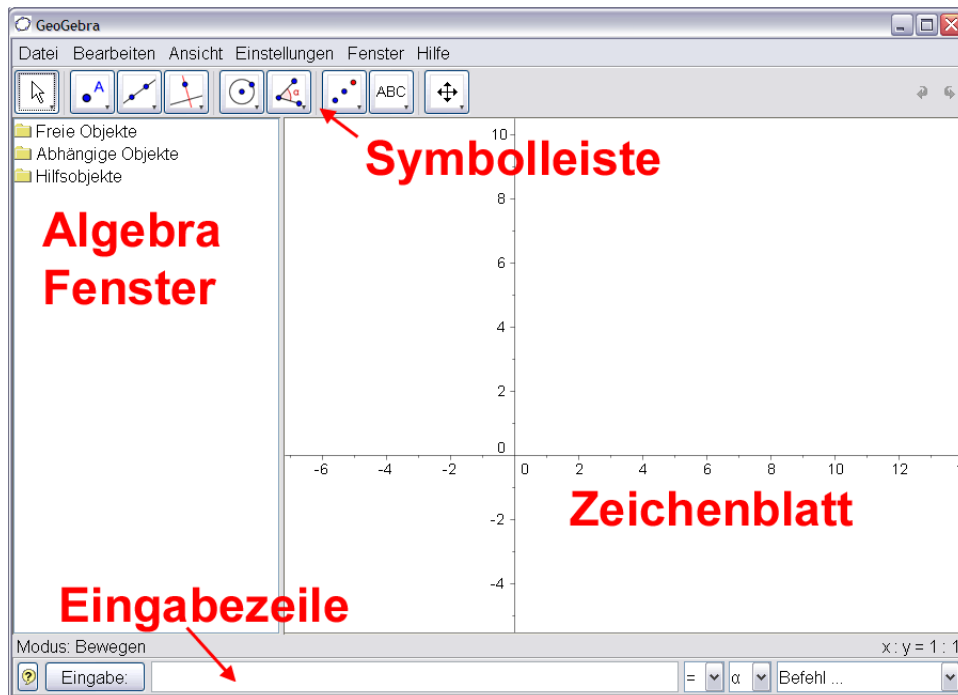 GeoGebra
Datei Bearbeiten Ansicht Einstellungen Fenster Hilfe
A
α
ABC
Symbolleiste
Freie Objekte
Abhängige Objekte
Hilfsobjekte
Algebra
Fenster
10
8
6
4
2
0
-6 -4 -2 0 2 4 6 8 10 12 1
-2
-4
Zeichenblatt
Eingabezeile
Modus: Bewegen
x : y = 1 : 1
? Eingabe: = α Befehl ...